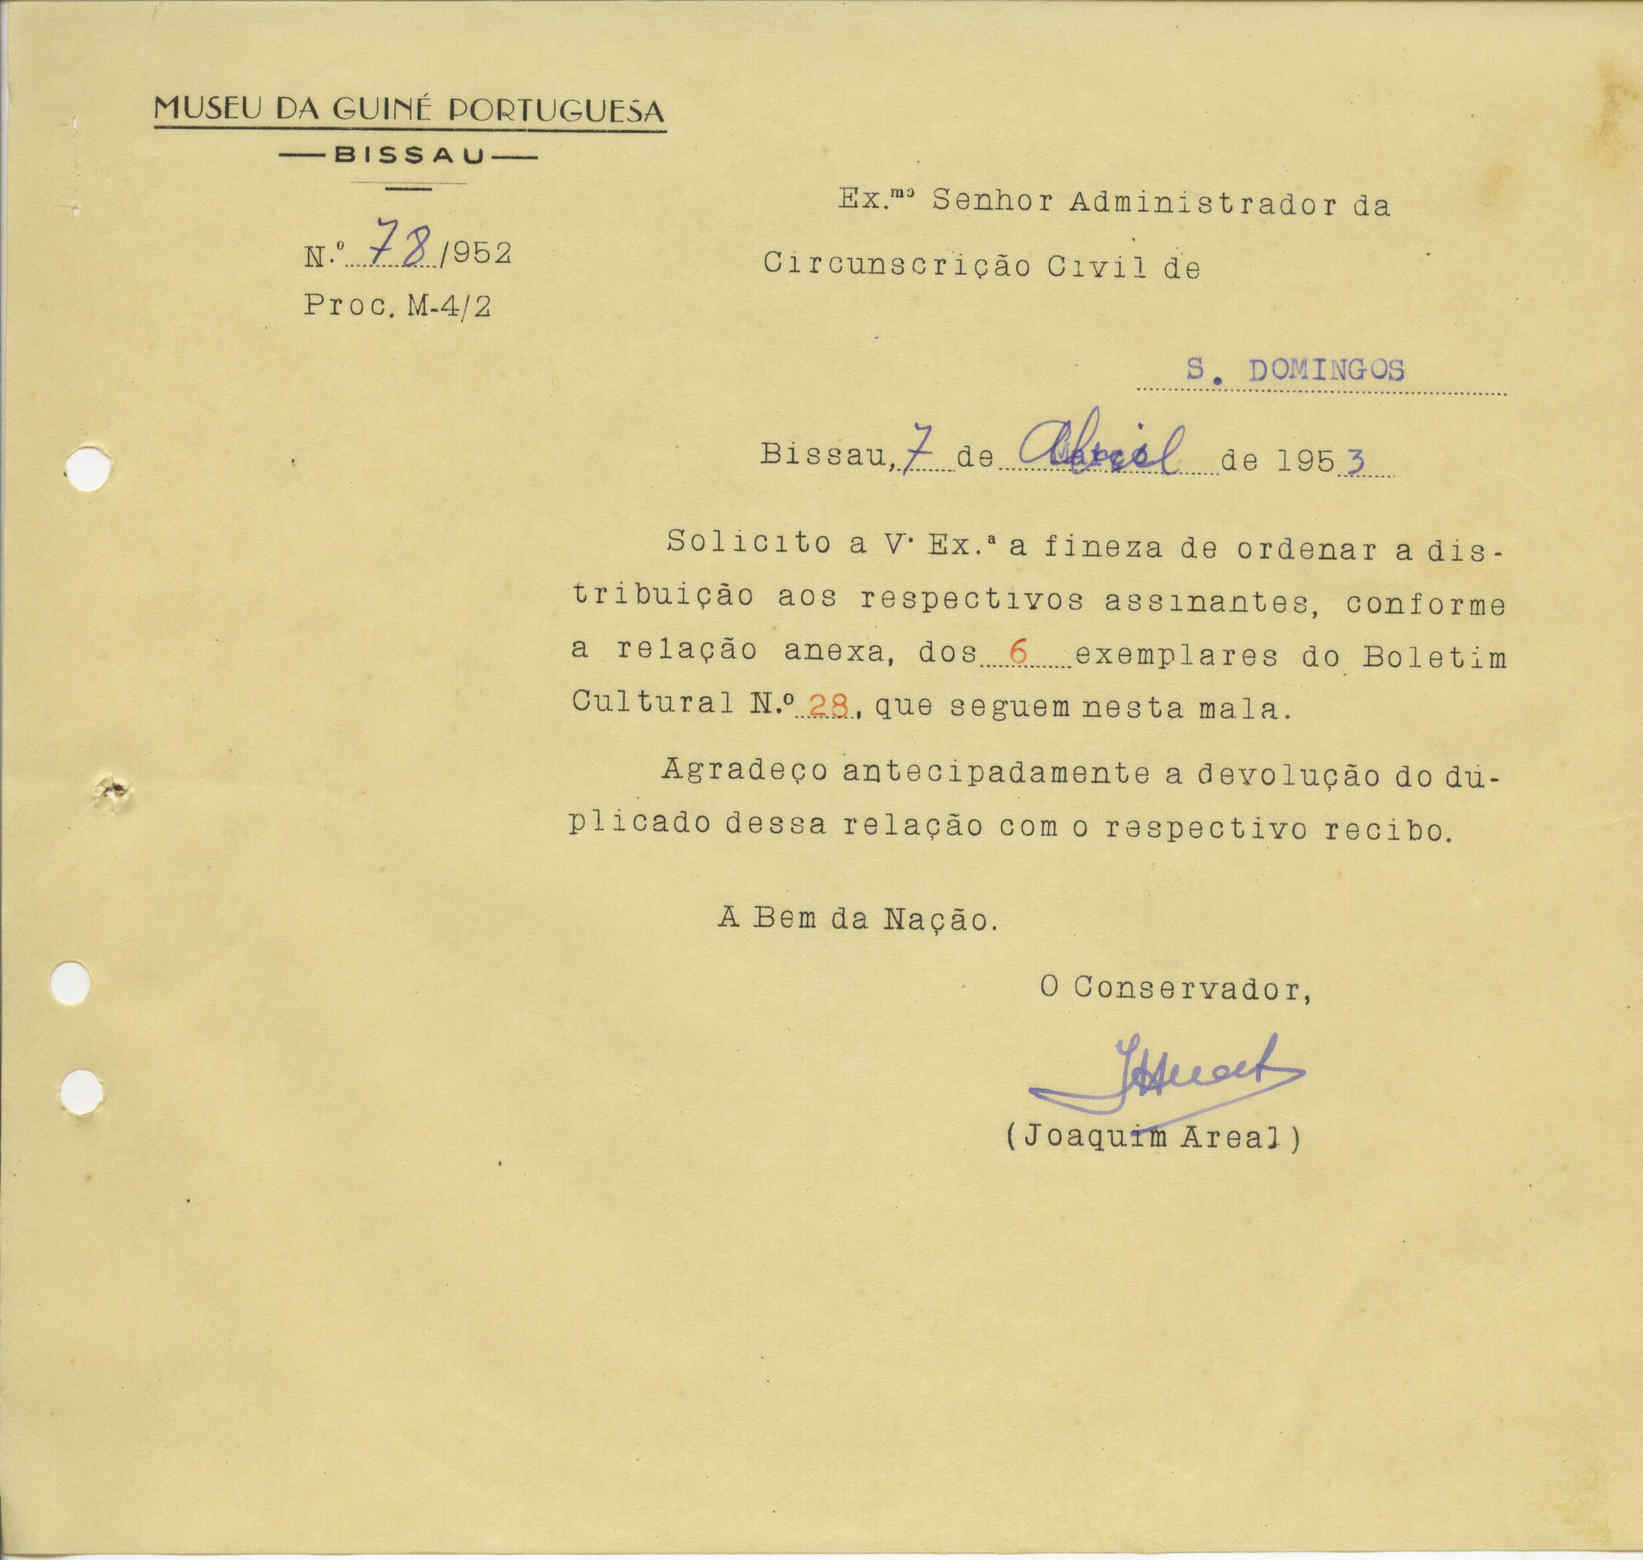 MUSEU DA GUINÉ PORTUGUESA
BISSAU
N.º 78/952
Proc. M-4/2
Ex.mo Senhor Administrador da
Circunscrição Civil de
S. DOMINGOS
Bissau, 7 de Abril de 1953
Solicito a V. Ex.ª a fineza de ordenar a dis-
tribuição aos respectivos assinantes, conforme
a relação anexa, dos 6 exemplares do Boletim
Cultural N.º 28, que seguem nesta mala.
Agradeço antecipadamente a devolução do du-
plicado dessa relação com o respectivo recibo.
A Bem da Nação.
O Conservador,
(Joaquim Areal)